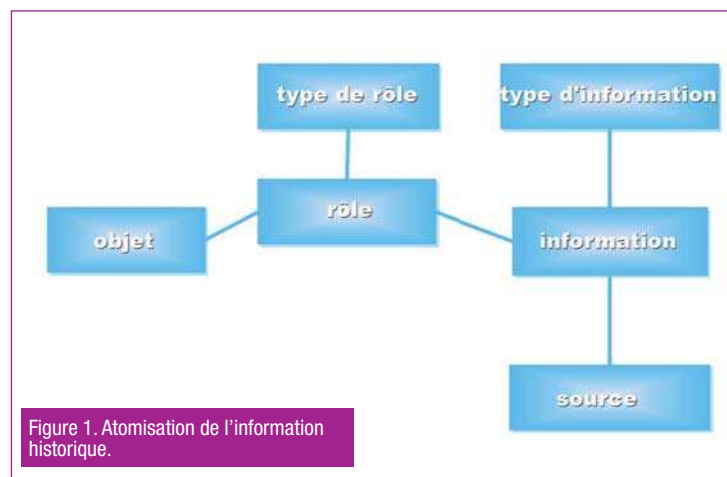 type de rôle
type d'information
rôle
objet
information
source
Figure 1. Atomisation de l'information
historique.